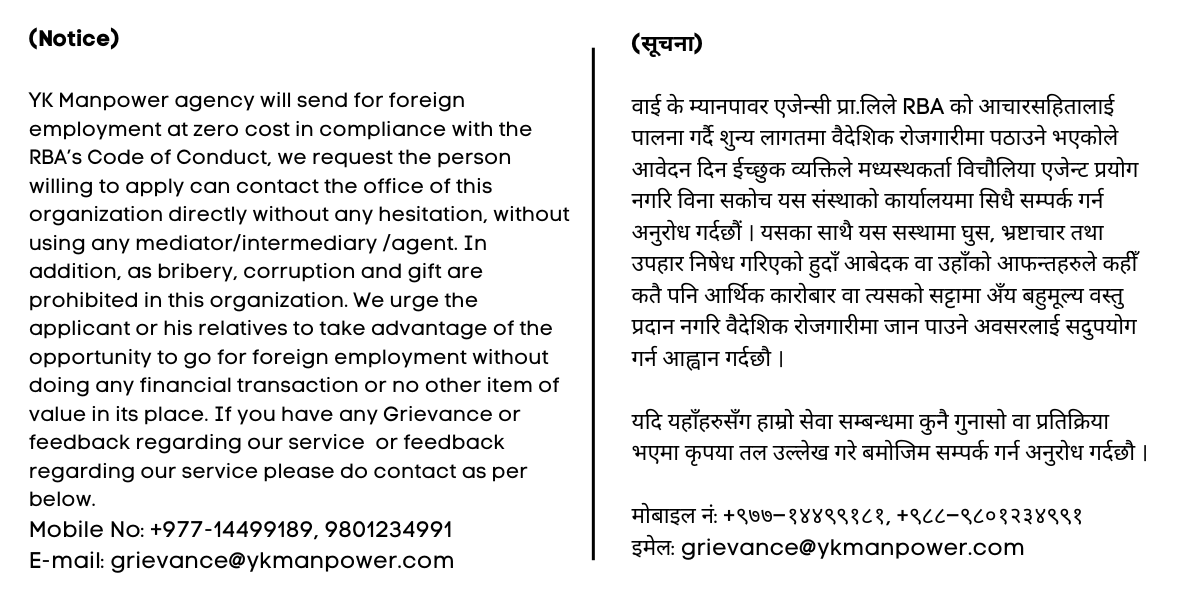 (Notice)
YK Manpower agency will send for foreign
employment at zero cost in compliance with the
RBA's Code of Conduct, we request the person
willing to apply can contact the office of this
organization directly without any hesitation, without
using any mediator/intermediary /agent. In
addition, as bribery, corruption and gift are
prohibited in this organization. We urge the
applicant or his relatives to take advantage of the
opportunity to go for foreign employment without
doing any financial transaction or no other item of
value in its place. If you have any Grievance or
feedback regarding our service  or feedback
regarding our service please do contact as per
below.
Mobile No: +977-14499189, 9801234991
E-mail: grievance@ykmanpower.com
(सूचना)
वाई के म्यानपावर एजेन्सी प्रा.लिले RBA को आचारसहितालाई
पालना गर्दै शुन्य लागतमा वैदेशिक रोजगारीमा पठाउने भएकोले
आवेदन दिन ईच्छुक व्यक्तिले मध्यस्थकर्ता विचौलिया एजेन्ट प्रयोग
नगरि विना सकोच यस संस्थाको कार्यालयमा सिधै सम्पर्क गर्न
अनुरोध गर्दछौं । यसका साथै यस सस्थामा घुस, भ्रष्टाचार तथा
उपहार निषेध गरिएको हुदाँ आबेदक वा उहाँको आफन्तहरुले कहीँ
कतै पनि आर्थिक कारोबार वा त्यसको सट्टामा अँय बहुमूल्य वस्तु
प्रदान नगरि वैदेशिक रोजगारीमा जान पाउने अवसरलाई सदुपयोग
गर्न आह्वान गर्दछौ ।
यदि यहाँहरुसँग हाम्रो सेवा सम्बन्धमा कुनै गुनासो वा प्रतिक्रिया
भएमा कृपया तल उल्लेख गरे बमोजिम सम्पर्क गर्न अनुरोध गर्दछौ ।
मोबाइल नं: +९७७–१४४९९१८१, +९८८–९८०१२३४९९१
इमेल: grievance@ykmanpower.com